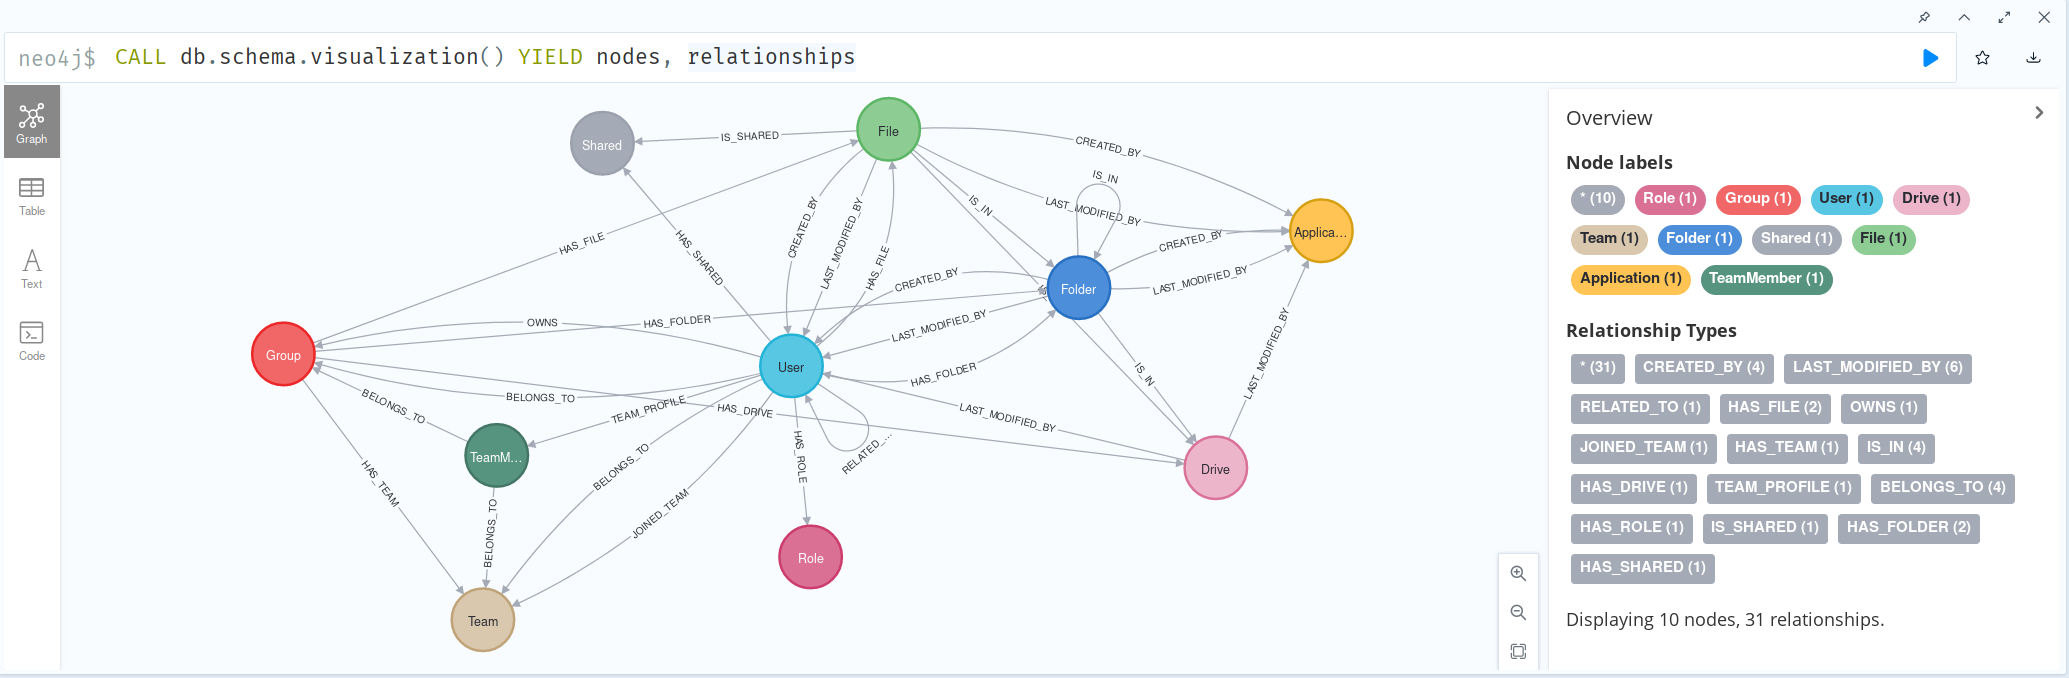 neo4j$ CALL db.schema.visualization() YIELD nodes, relationships
Graph
Table
Text
Code
Shared
IS_SHARED
File
CREATED_BY
IS_IN
IS_IN
LAST_MODIFIED_BY
Applica...
HAS_FILE
HAS_SHARED
CREATED_BY
LAST_MODIFIED_BY
HAS_FILE
CREATED_BY
CREATED_BY
LAST_MODIFIED_BY
Folder
Group
OWNS
HAS_FOLDER
LAST_MODIFIED_BY
User
HAS_FOLDER
IS_IN
LAST_MODIFIED_BY
BELONGS_TO
BELONGS_TO
TEAM_PROFILE
HAS_DRIVE
LAST_MODIFIED_BY
TeamM...
HAS_TEAM
BELONGS_TO
HAS_ROLE
RELATED_...
Drive
BELONGS_TO
JOINED_TEAM
Role
Team
Overview
Node labels
* (10) Role (1) Group (1) User (1) Drive (1)
Team (1) Folder (1) Shared (1) File (1)
Application (1) TeamMember (1)
Relationship Types
* (31) CREATED_BY (4) LAST_MODIFIED_BY (6)
RELATED_TO (1) HAS_FILE (2) OWNS (1)
JOINED_TEAM (1) HAS_TEAM (1) IS_IN (4)
HAS_DRIVE (1) TEAM_PROFILE (1) BELONGS_TO (4)
HAS_ROLE (1) IS_SHARED (1) HAS_FOLDER (2)
HAS_SHARED (1)
Displaying 10 nodes, 31 relationships.